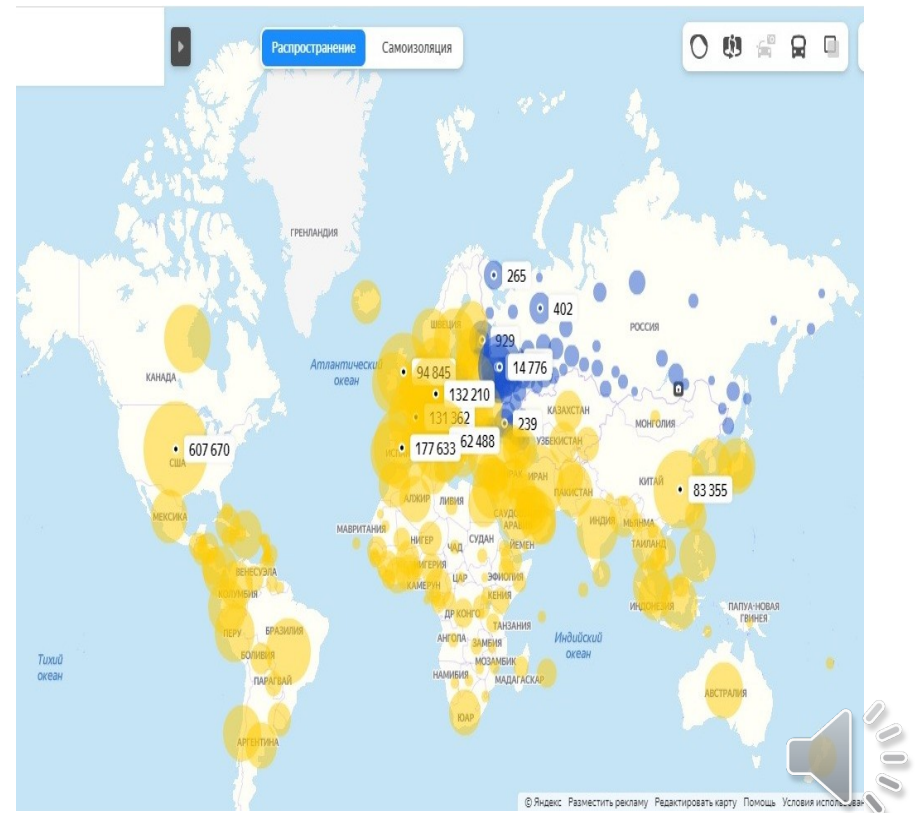 Распространение
Самоизоляция
ГРЕНЛАНДИЯ
265
402
ШВЕЦИЯ
929
РОССИЯ
14 776
Атлантический
океан
94 845
КАНАДА
132 210
131 362
КАЗАХСТАН
239
МОНГОЛИЯ
607 670
США
177 633
62 488
УЗБЕКИСТАН
КИТАЙ
83 355
ИРАН
ПАКИСТАН
АЛЖИР
ЛИВИЯ
МЕКСИКА
МАВРИТАНИЯ
ИНДИЯ
МЬЯНМА
НИГЕР
ЧАД
СУДАН
ЙЕМЕН
ТАИЛАНД
НИГЕРИЯ
ВЕНЕСУЭЛА
КАМЕРУН
ЦАР
ЭФИОПИЯ
КОЛУМБИЯ
КЕНИЯ
ИНДОНЕЗИЯ
ПАПУА-НОВАЯ
ГВИНЕЯ
ДР КОНГО
ТАНЗАНИЯ
ПЕРУ
БРАЗИЛИЯ
АНГОЛА
ЗАМБИЯ
Индийский
океан
Тихий
океан
БОЛИВИЯ
МОЗАМБИК
НАМИБИЯ
МАДАГАСКАР
ПАРАГВАЙ
АВСТРАЛИЯ
ЮАР
АРГЕНТИНА
© Яндекс Разместить рекламу Редактировать карту Помощь Условия